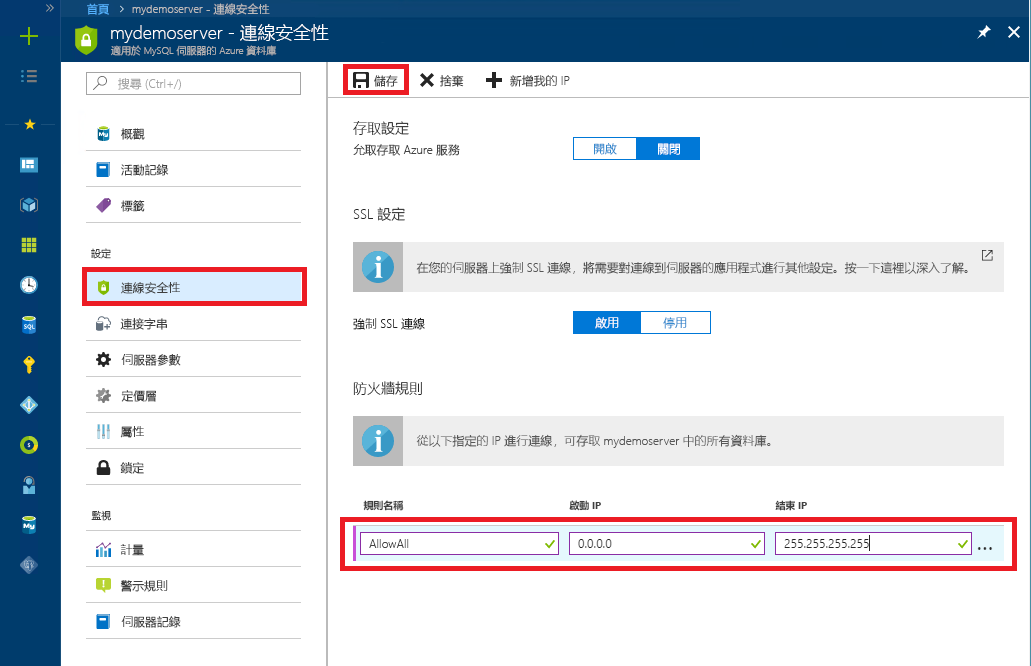 首頁 > mydemoserver - 連線安全性
mydemoserver - 連線安全性
適用於 MySQL 伺服器的 Azure 資料庫
搜尋 (Ctrl+/)
概觀
活動記錄
標籤
設定
連線安全性
連接字串
伺服器參數
定價層
屬性
鎖定
監視
計量
警示規則
伺服器記錄
儲存 捨棄 新增我的 IP
存取設定
允取存取 Azure 服務 開啟 關閉
SSL 設定
在您的伺服器上強制 SSL 連線，將需要對連線到伺服器的應用程式進行其他設定。按一下這裡以深入了解。
強制 SSL 連線 啟用 停用
防火牆規則
從以下指定的 IP 進行連線，可存取 mydemoserver 中的所有資料庫。
規則名稱 啟動 IP 結束 IP
AllowAll 0.0.0.0 255.255.255.255 ...